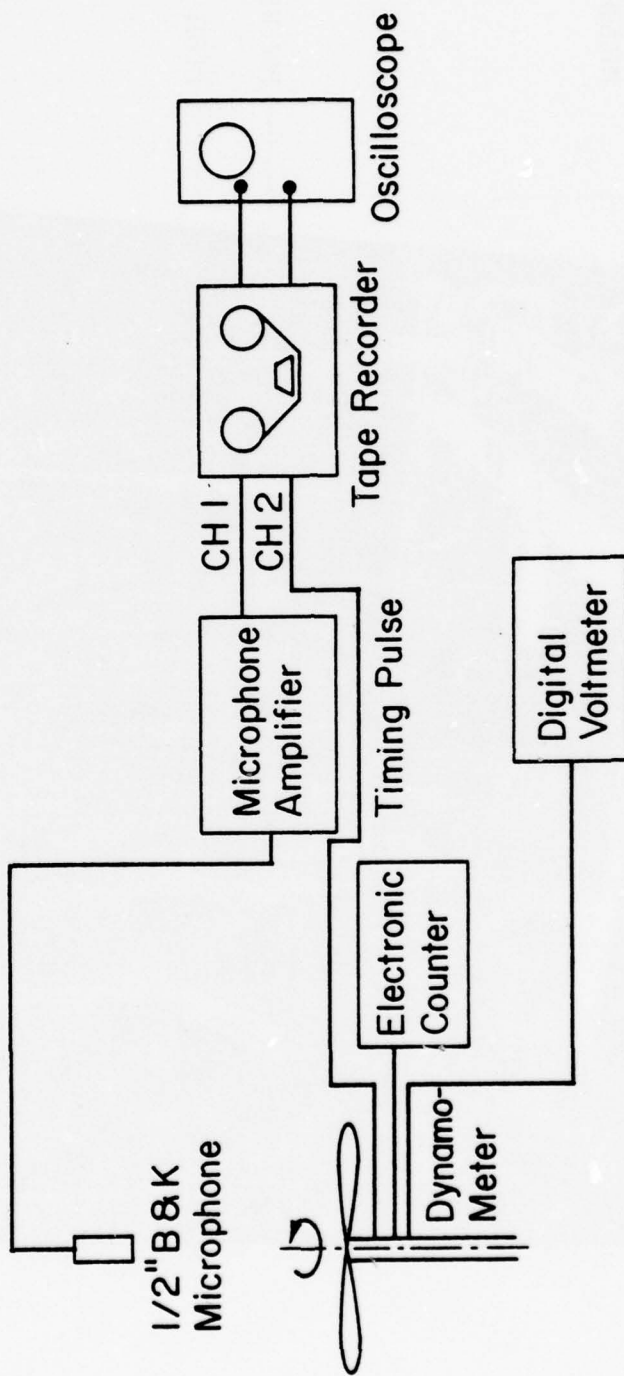 1/2" B & K
Microphone
Microphone
Amplifier
CH 1
CH 2
Tape Recorder
Oscilloscope
Timing Pulse
Electronic
Counter
Dynamo-
Meter
Digital
Voltmeter